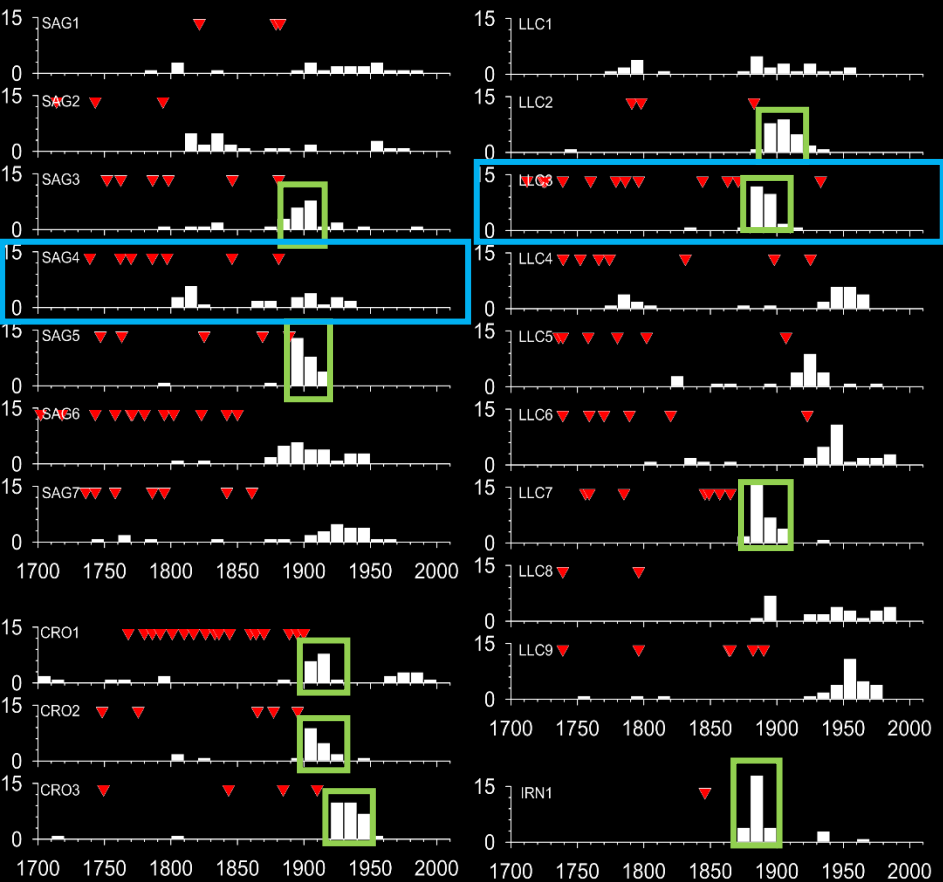 15 SAG1
0
15 SAG2
0
15 SAG3
0
15 SAG4
0
15 SAG5
0
15 SAG6
0
15 SAG7
0
1700 1750 1800 1850 1900 1950 2000
15 CRO1
0
15 CRO2
0
15 CRO3
0
1700 1750 1800 1850 1900 1950 2000
15 LLC1
0
15 LLC2
0
15 LLC3
0
15 LLC4
0
15 LLC5
0
15 LLC6
0
15 LLC7
0
15 LLC8
0
15 LLC9
0
1700 1750 1800 1850 1900 1950 2000
15 IRN1
0
1700 1750 1800 1850 1900 1950 2000